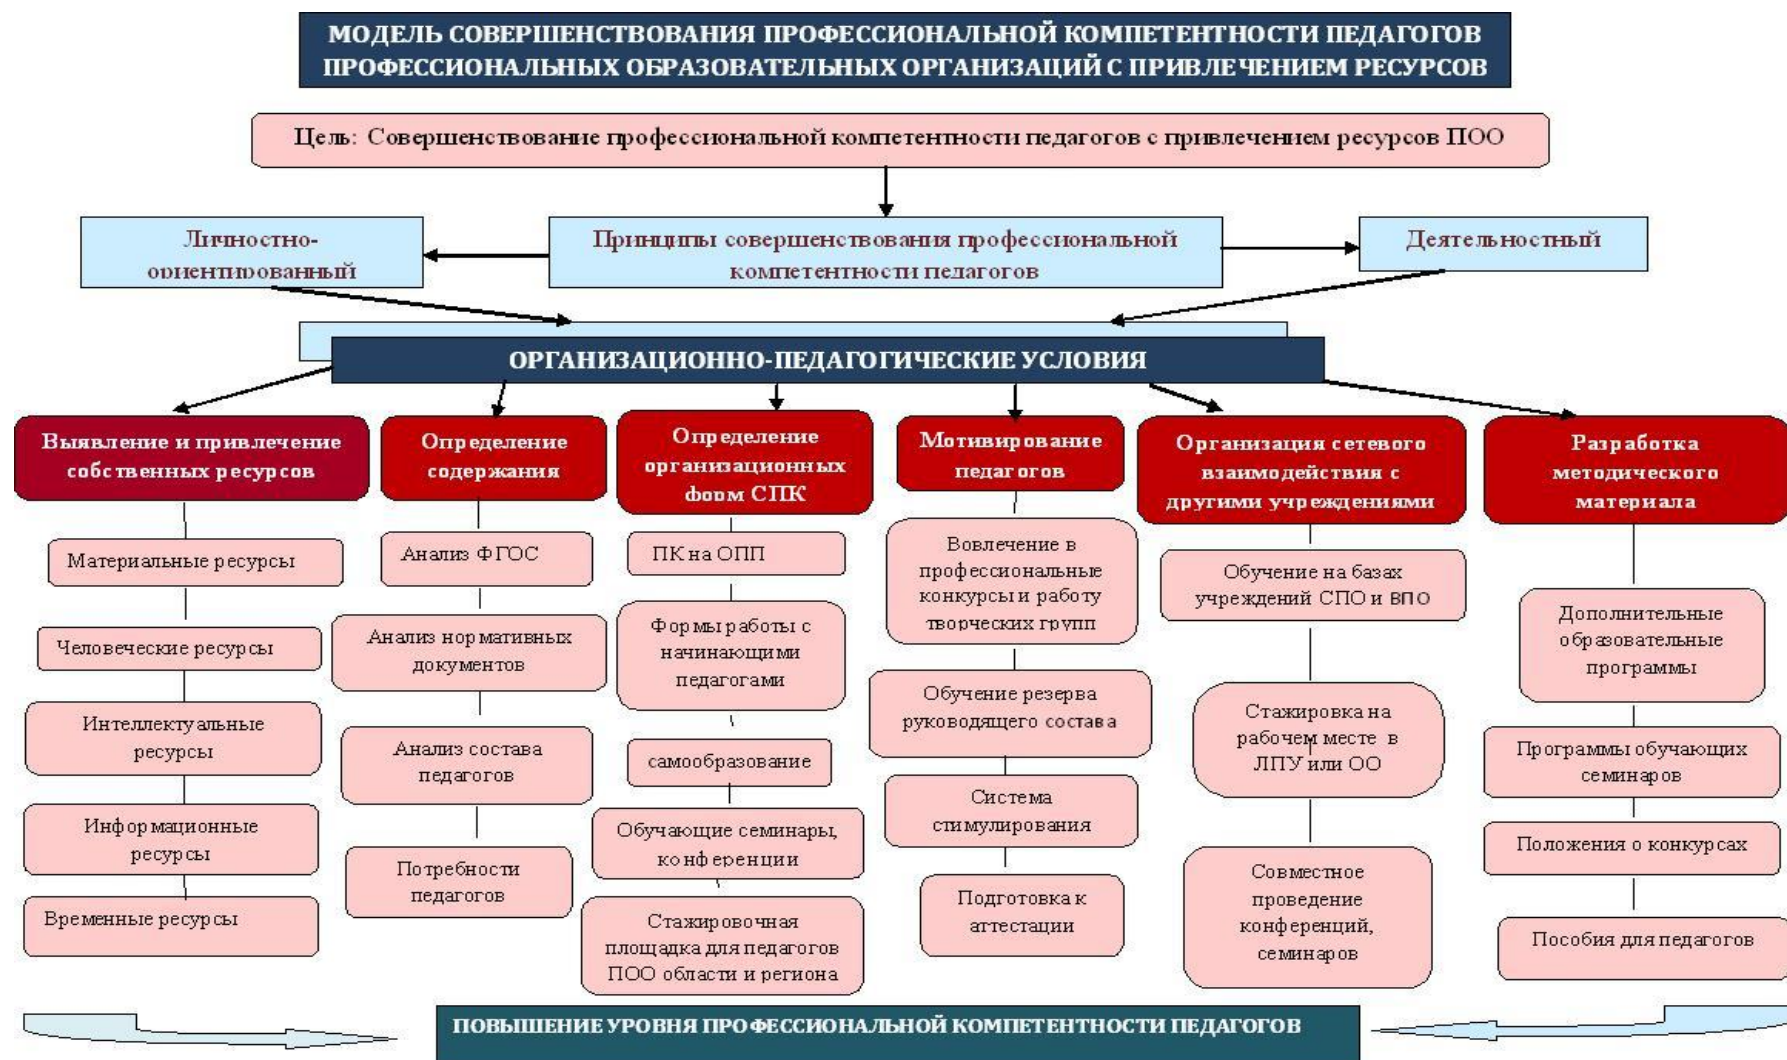 МОДЕЛЬ СОВЕРШЕНСТВОВАНИЯ ПРОФЕССИОНАЛЬНОЙ КОМПЕТЕНТНОСТИ ПЕДАГОГОВ
ПРОФЕССИОНАЛЬНЫХ ОБРАЗОВАТЕЛЬНЫХ ОРГАНИЗАЦИЙ С ПРИВЛЕЧЕНИЕМ РЕСУРСОВ
Цель: Совершенствование профессиональной компетентности педагогов с привлечением ресурсов ПОО
Личностно-
ориентированный
Принципы совершенствования профессиональной
компетентности педагогов
Деятельностный
ОРГАНИЗАЦИОННО-ПЕДАГОГИЧЕСКИЕ УСЛОВИЯ
Выявление и привлечение
собственных ресурсов
Материальные ресурсы
Человеческие ресурсы
Интеллектуальные
ресурсы
Информационные
ресурсы
Временные ресурсы
Определение
содержания
Анализ ФГОС
Анализ нормативных
документов
Анализ состава
педагогов
Потребности
педагогов
Определение
организационных
форм СПК
ПК на ОПП
Формы работы с
начинающими
педагогами
самообразование
Обучающие семинары,
конференции
Стажировочная
площадка для педагогов
ПОО области и региона
Мотивирование
педагогов
Вовлечение в
профессиональные
конкурсы и работу
творческих групп
Обучение резерва
руководящего состава
Система
стимулирования
Подготовка к
аттестации
Организация сетевого
взаимодействия с
другими учреждениями
Обучение на базах
учреждений СПО и ВПО
Стажировка на
рабочем месте в
ЛПУ или ОО
Совместное
проведение
конференций,
семинаров
Разработка
методического
материала
Дополнительные
образовательные
программы
Программы обучающих
семинаров
Положения о конкурсах
Пособия для педагогов
ПОВЫШЕНИЕ УРОВНЯ ПРОФЕССИОНАЛЬНОЙ КОМПЕТЕНТНОСТИ ПЕДАГОГОВ